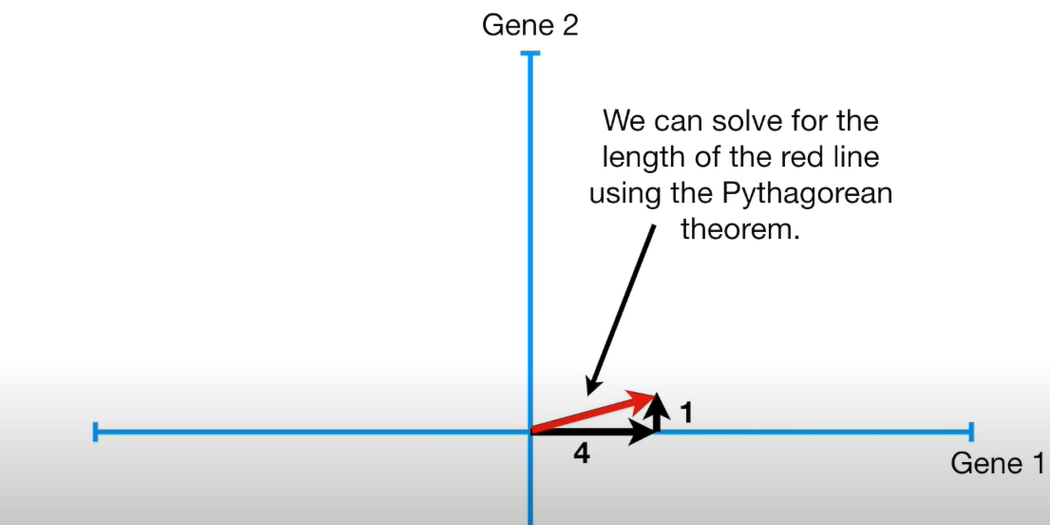 Gene 2
We can solve for the
length of the red line
using the Pythagorean
theorem.
1
4
Gene 1